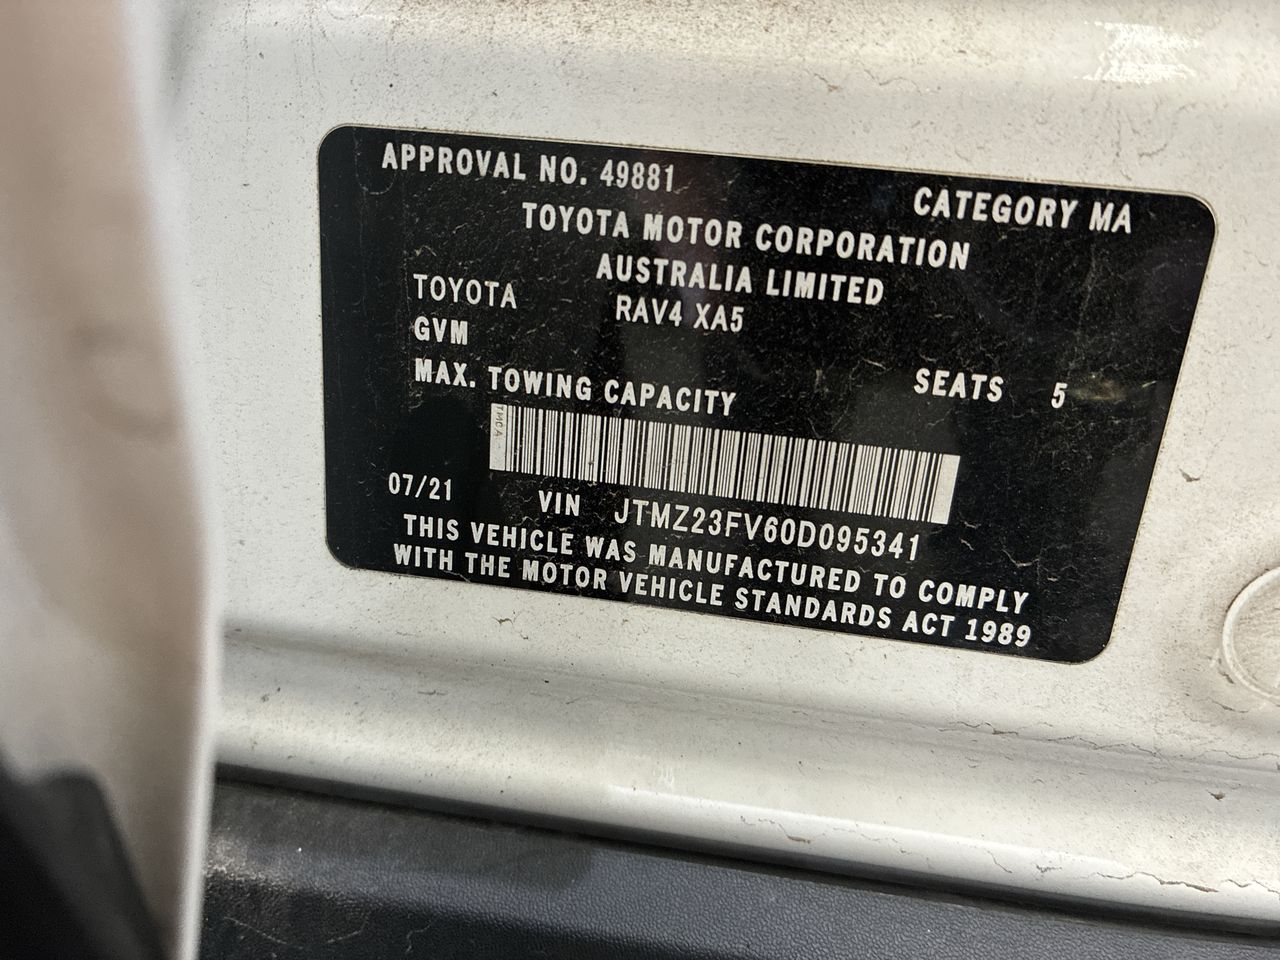 APPROVAL NO. 49881
CATEGORY MA
TOYOTA MOTOR CORPORATION
AUSTRALIA LIMITED
TOYOTA RAV4 XA5
GVM
MAX. TOWING CAPACITY SEATS 5
TMCA
07/21 VIN JTMZ23FV60D095341
THIS VEHICLE WAS MANUFACTURED TO COMPLY
WITH THE MOTOR VEHICLE STANDARDS ACT 1989